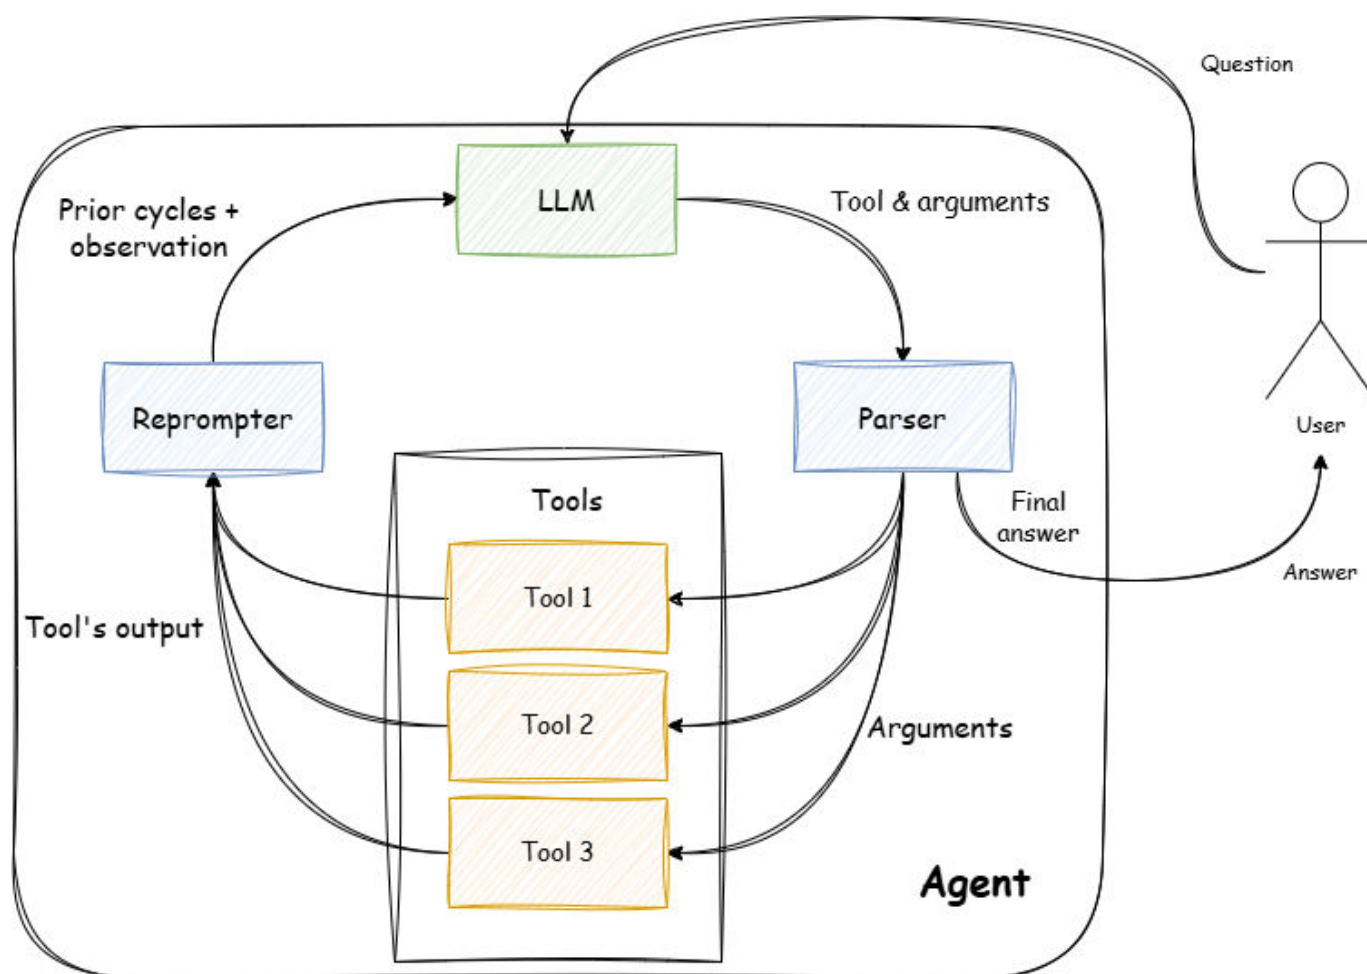 Question
Prior cycles +
observation
LLM
Tool & arguments
Reprompter
Parser
User
Tools
Final
answer
Answer
Tool 1
Tool's output
Tool 2
Arguments
Tool 3
Agent